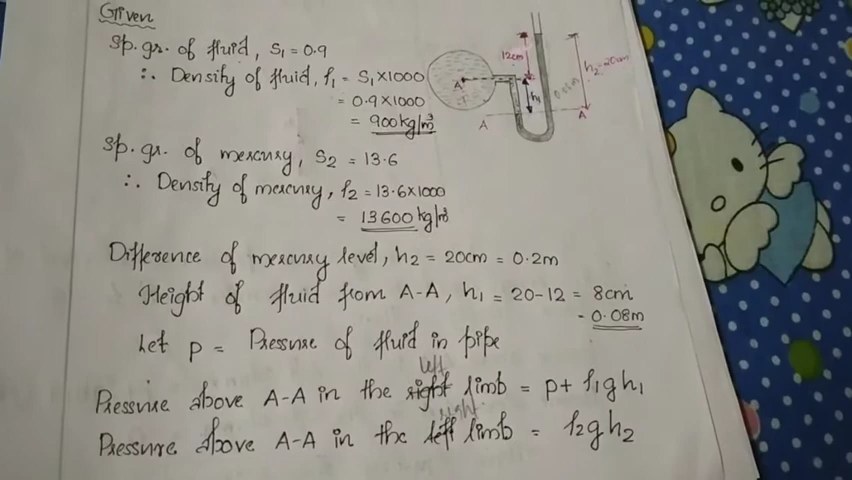 Given
Sp. gr. of fluid, S₁ = 0.9
∴ Density of fluid, ρ₁ = S₁ × 1000
= 0.9 × 1000
= 900 kg/m³
Sp. gr. of mercury, S₂ = 13.6
∴ Density of mercury, ρ₂ = 13.6 × 1000
= 13600 kg/m³
Difference of mercury level, h₂ = 20cm = 0.2m
Height of fluid from A-A, h₁ = 20-12 = 8cm
= 0.08m
Let p = Pressure of fluid in pipe
left
Pressure above A-A in the right limb = p + ρ₁gh₁
right
Pressure above A-A in the left limb = ρ₂gh₂
12cm
h₂=20cm
A
h₁
A
A